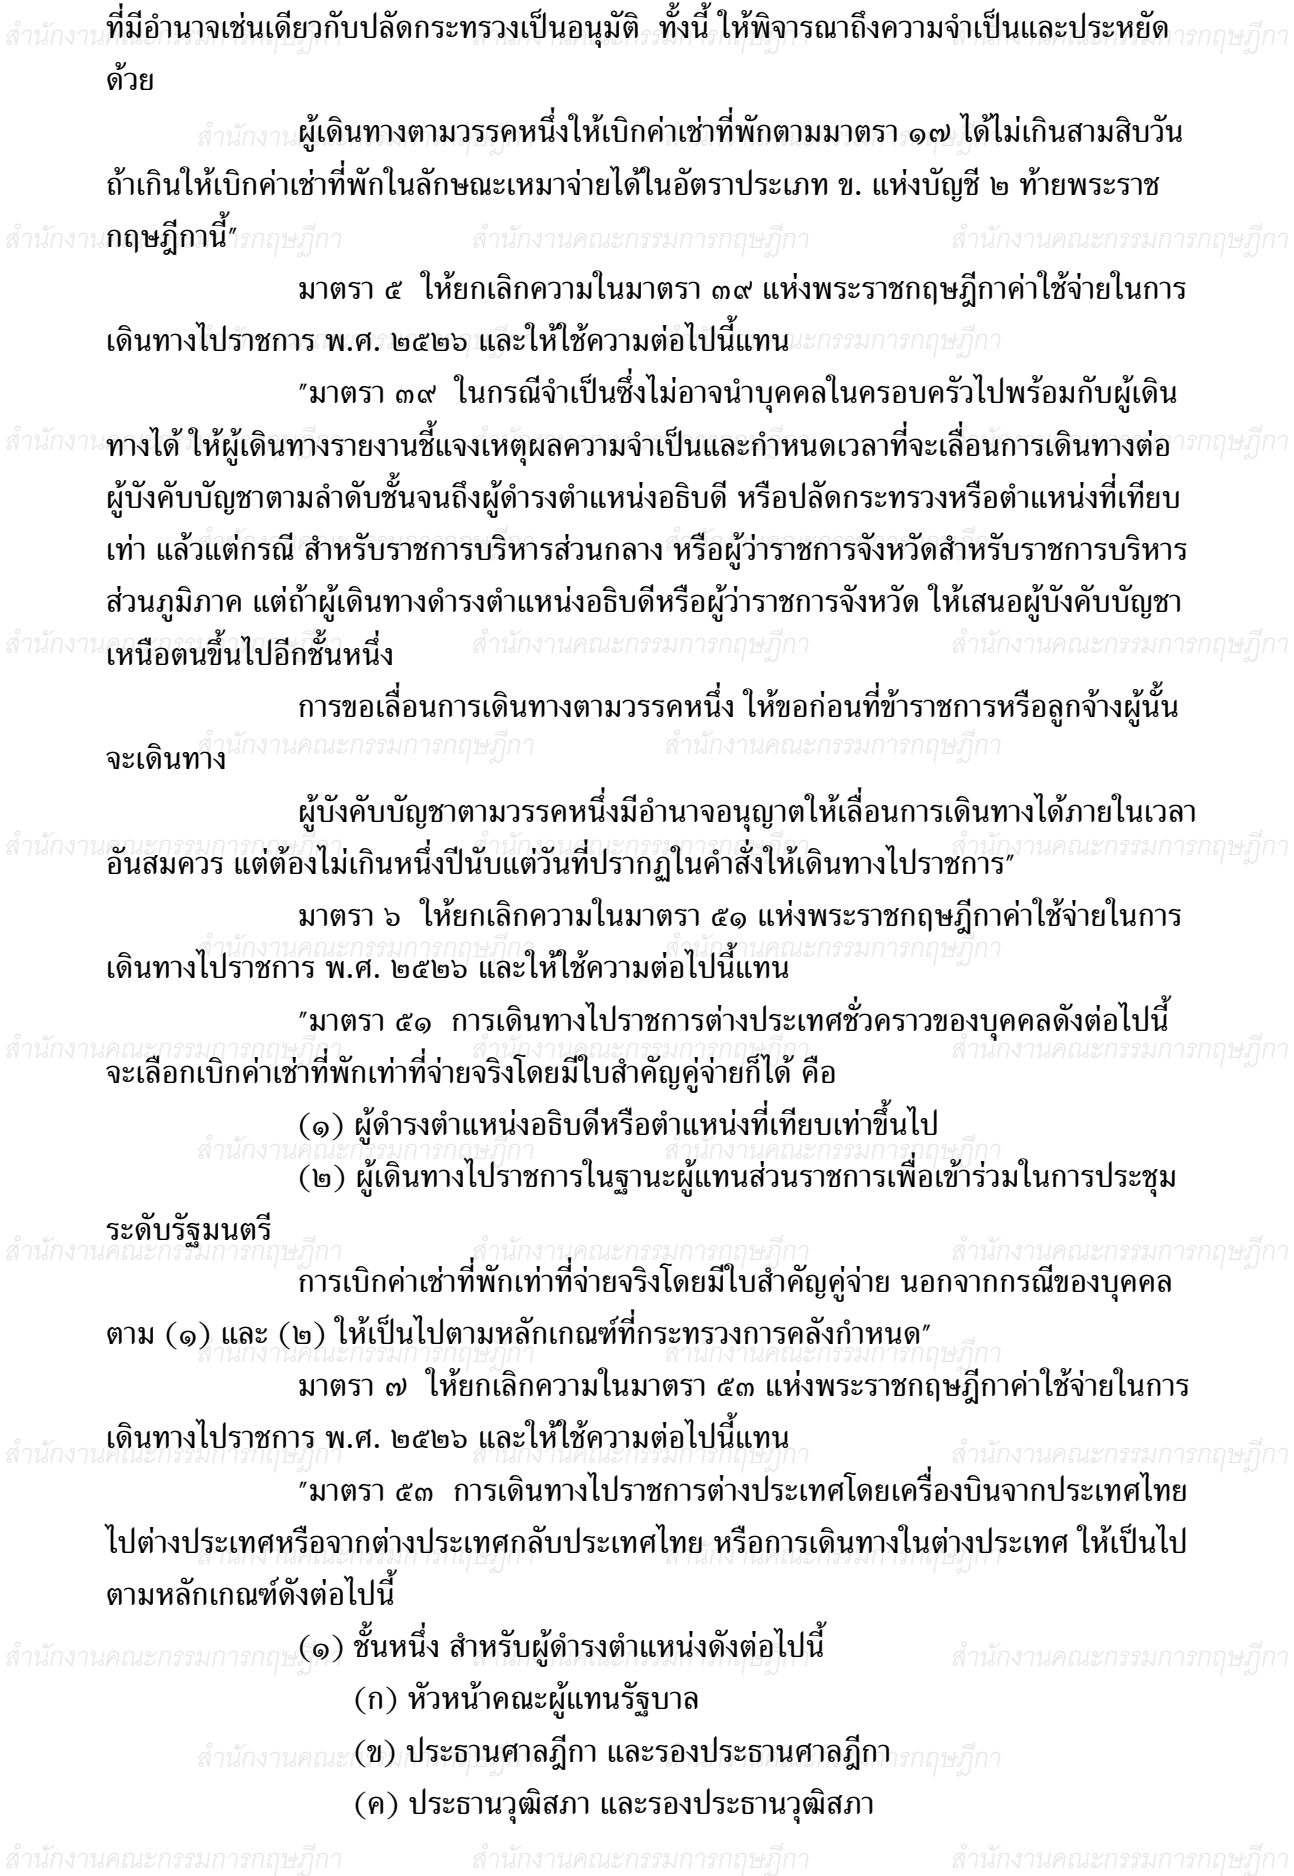 ที่มีอำนาจเช่นเดียวกับปลัดกระทรวงเป็นอนุมัติ  ทั้งนี้ ให้พิจารณาถึงความจำเป็นและประหยัด
ด้วย
ผู้เดินทางตามวรรคหนึ่งให้เบิกค่าเช่าที่พักตามมาตรา ๑๗ ได้ไม่เกินสามสิบวัน
ถ้าเกินให้เบิกค่าเช่าที่พักในลักษณะเหมาจ่ายได้ในอัตราประเภท ข. แห่งบัญชี ๒ ท้ายพระราช
กฤษฎีกานี้"
มาตรา ๕  ให้ยกเลิกความในมาตรา ๓๙ แห่งพระราชกฤษฎีกาค่าใช้จ่ายในการ
เดินทางไปราชการ พ.ศ. ๒๕๒๖ และให้ใช้ความต่อไปนี้แทน
"มาตรา ๓๙  ในกรณีจำเป็นซึ่งไม่อาจนำบุคคลในครอบครัวไปพร้อมกับผู้เดิน
ทางได้ ให้ผู้เดินทางรายงานชี้แจงเหตุผลความจำเป็นและกำหนดเวลาที่จะเลื่อนการเดินทางต่อ
ผู้บังคับบัญชาตามลำดับชั้นจนถึงผู้ดำรงตำแหน่งอธิบดี หรือปลัดกระทรวงหรือตำแหน่งที่เทียบ
เท่า แล้วแต่กรณี สำหรับราชการบริหารส่วนกลาง หรือผู้ว่าราชการจังหวัดสำหรับราชการบริหาร
ส่วนภูมิภาค แต่ถ้าผู้เดินทางดำรงตำแหน่งอธิบดีหรือผู้ว่าราชการจังหวัด ให้เสนอผู้บังคับบัญชา
เหนือตนขึ้นไปอีกชั้นหนึ่ง
การขอเลื่อนการเดินทางตามวรรคหนึ่ง ให้ขอก่อนที่ข้าราชการหรือลูกจ้างผู้นั้น
จะเดินทาง
ผู้บังคับบัญชาตามวรรคหนึ่งมีอำนาจอนุญาตให้เลื่อนการเดินทางได้ภายในเวลา
อันสมควร แต่ต้องไม่เกินหนึ่งปีนับแต่วันที่ปรากฏในคำสั่งให้เดินทางไปราชการ"
มาตรา ๖  ให้ยกเลิกความในมาตรา ๕๑ แห่งพระราชกฤษฎีกาค่าใช้จ่ายในการ
เดินทางไปราชการ พ.ศ. ๒๕๒๖ และให้ใช้ความต่อไปนี้แทน
"มาตรา ๕๑  การเดินทางไปราชการต่างประเทศชั่วคราวของบุคคลดังต่อไปนี้
จะเลือกเบิกค่าเช่าที่พักเท่าที่จ่ายจริงโดยมีใบสำคัญคู่จ่ายก็ได้ คือ
(๑) ผู้ดำรงตำแหน่งอธิบดีหรือตำแหน่งที่เทียบเท่าขึ้นไป
(๒) ผู้เดินทางไปราชการในฐานะผู้แทนส่วนราชการเพื่อเข้าร่วมในการประชุม
ระดับรัฐมนตรี
การเบิกค่าเช่าที่พักเท่าที่จ่ายจริงโดยมีใบสำคัญคู่จ่าย นอกจากกรณีของบุคคล
ตาม (๑) และ (๒) ให้เป็นไปตามหลักเกณฑ์ที่กระทรวงการคลังกำหนด"
มาตรา ๗  ให้ยกเลิกความในมาตรา ๕๓ แห่งพระราชกฤษฎีกาค่าใช้จ่ายในการ
เดินทางไปราชการ พ.ศ. ๒๕๒๖ และให้ใช้ความต่อไปนี้แทน
"มาตรา ๕๓  การเดินทางไปราชการต่างประเทศโดยเครื่องบินจากประเทศไทย
ไปต่างประเทศหรือจากต่างประเทศกลับประเทศไทย หรือการเดินทางในต่างประเทศ ให้เป็นไป
ตามหลักเกณฑ์ดังต่อไปนี้
(๑) ชั้นหนึ่ง สำหรับผู้ดำรงตำแหน่งดังต่อไปนี้
(ก) หัวหน้าคณะผู้แทนรัฐบาล
(ข) ประธานศาลฎีกา และรองประธานศาลฎีกา
(ค) ประธานวุฒิสภา และรองประธานวุฒิสภา
สำนักงานคณะกรรมการกฤษฎีกา สำนักงานคณะกรรมการกฤษฎีกา สำนักงานคณะกรรมการกฤษฎีกา